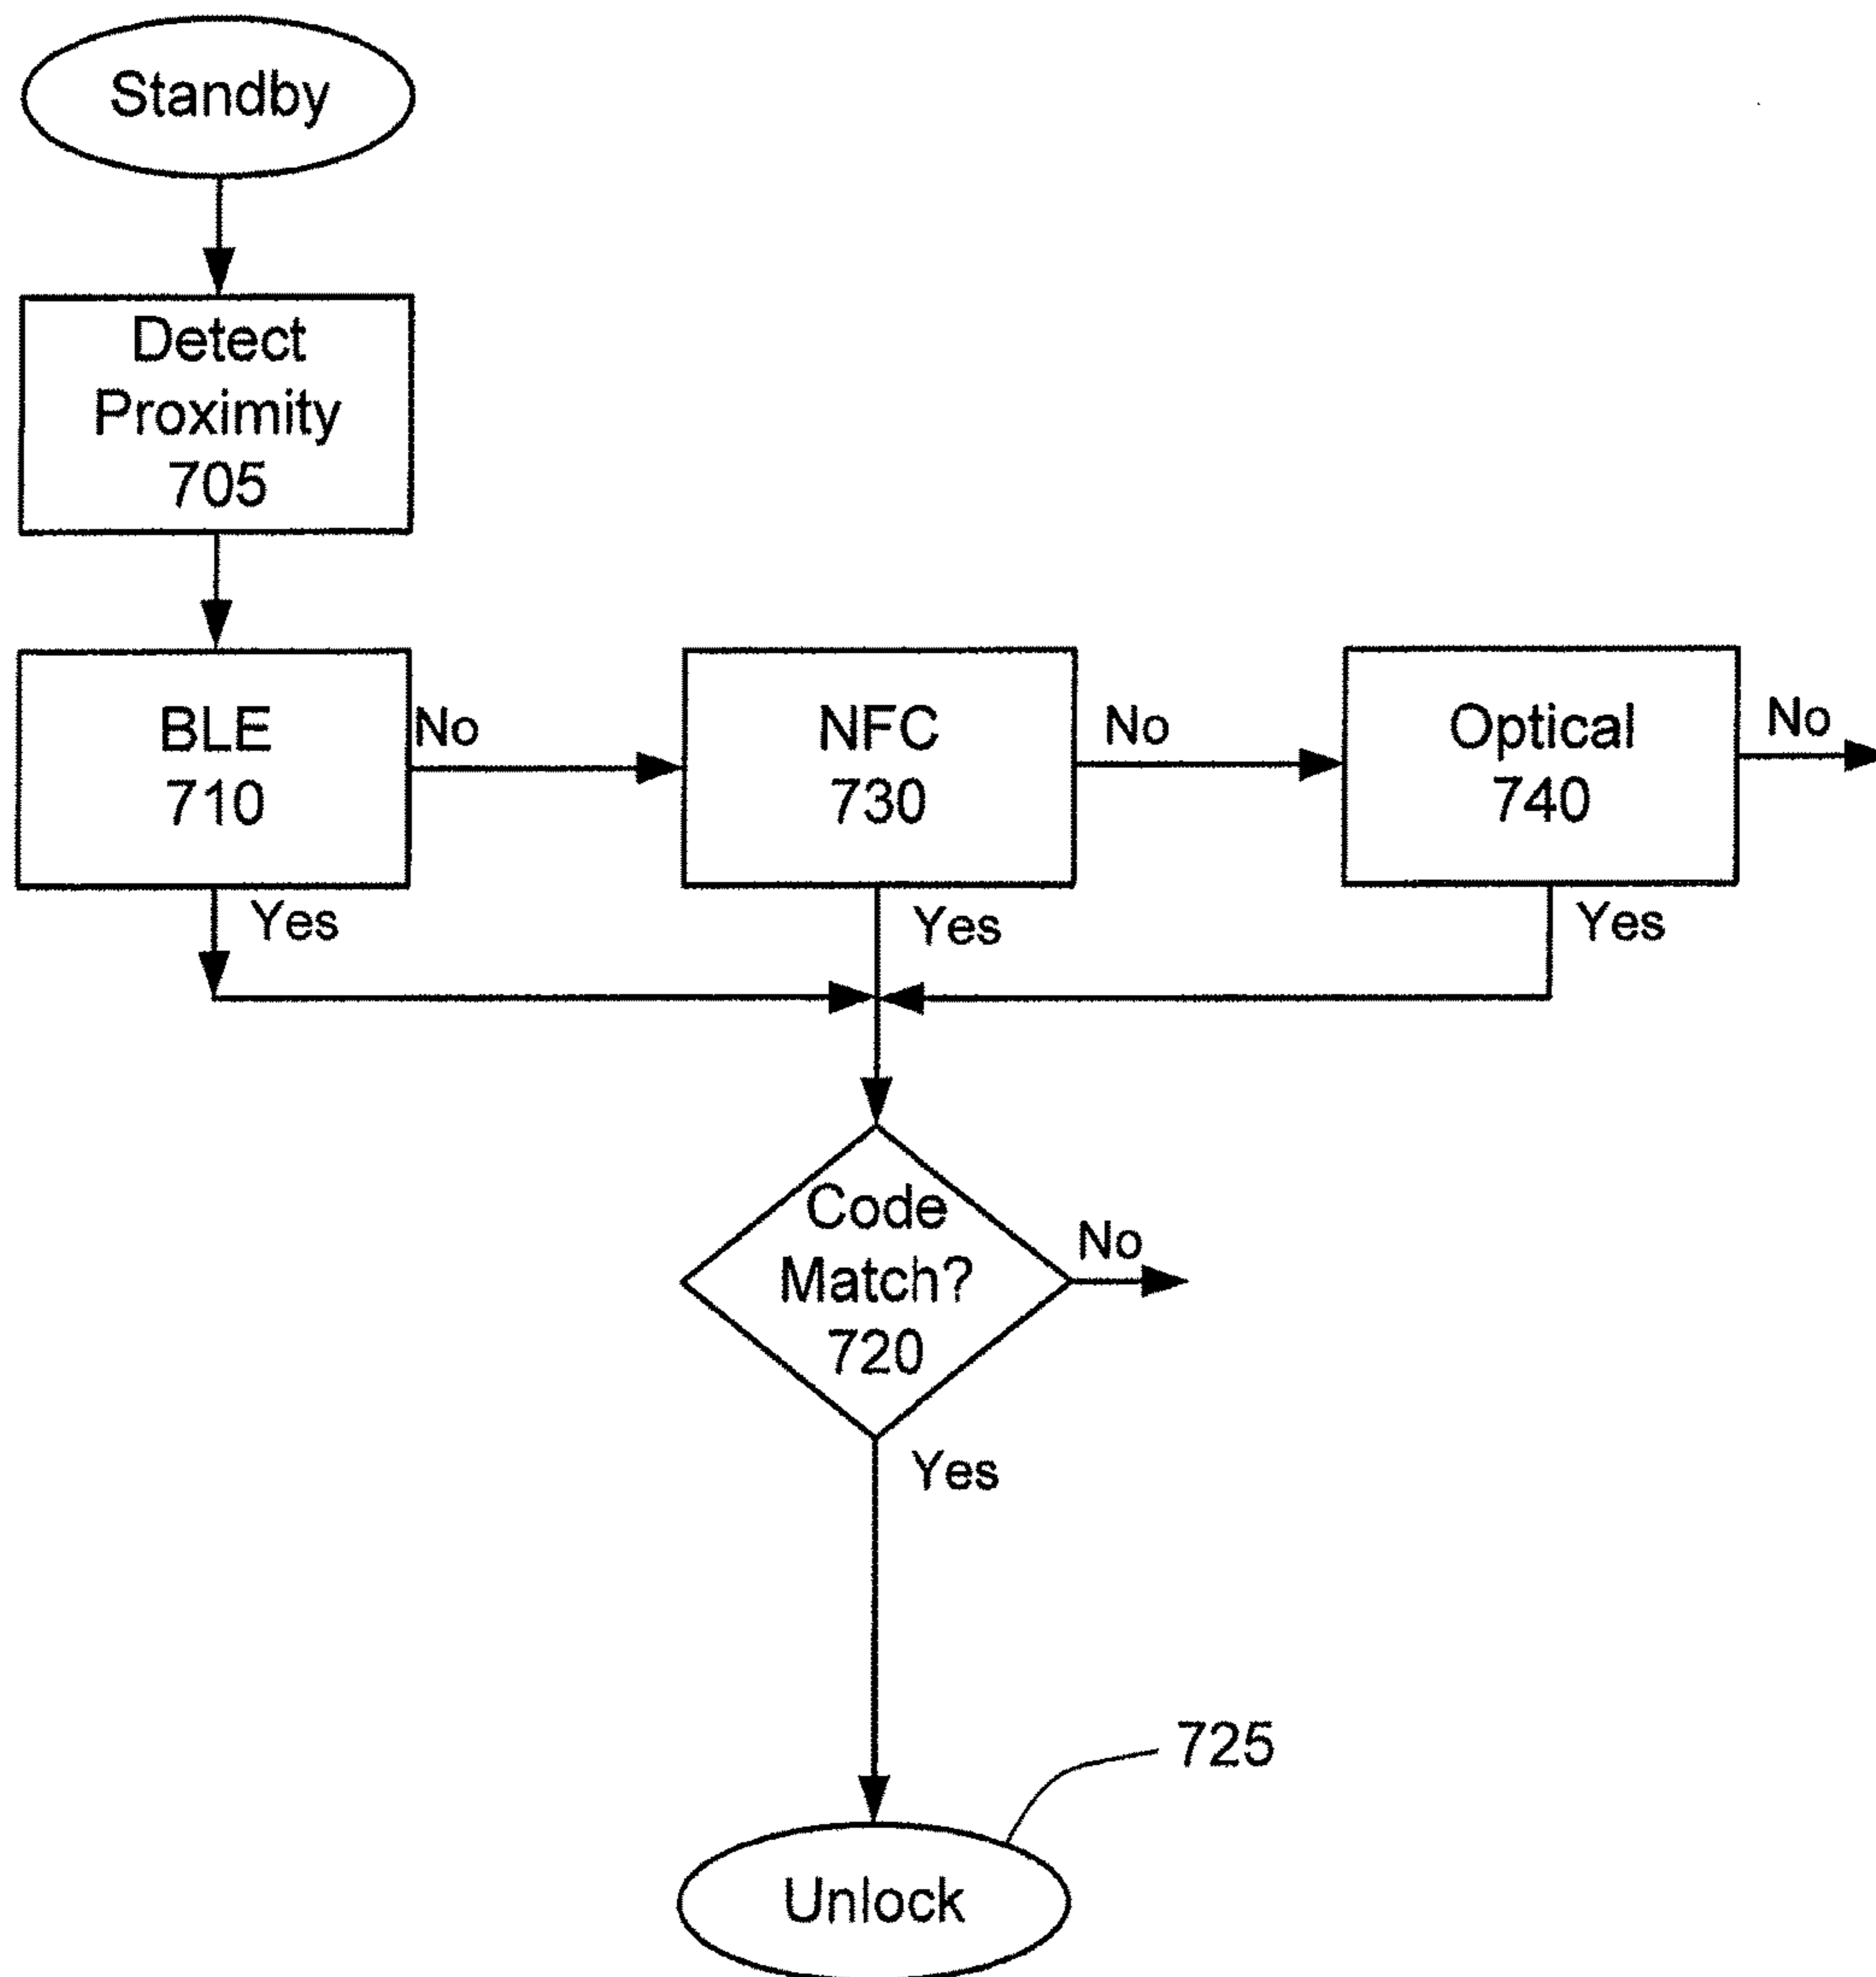 Standby
Detect
Proximity
705
BLE
710
No
NFC
730
No
Optical
740
No
Yes
Yes
Yes
Code
Match?
720
No
Yes
725
Unlock